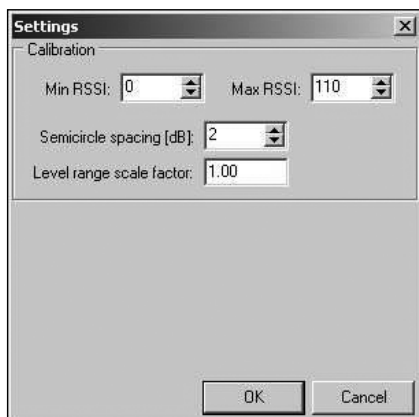 Settings
Calibration
Min RSSI: 0 Max RSSI: 110
Semicircle spacing [dB]: 2
Level range scale factor: 1.00
OK Cancel